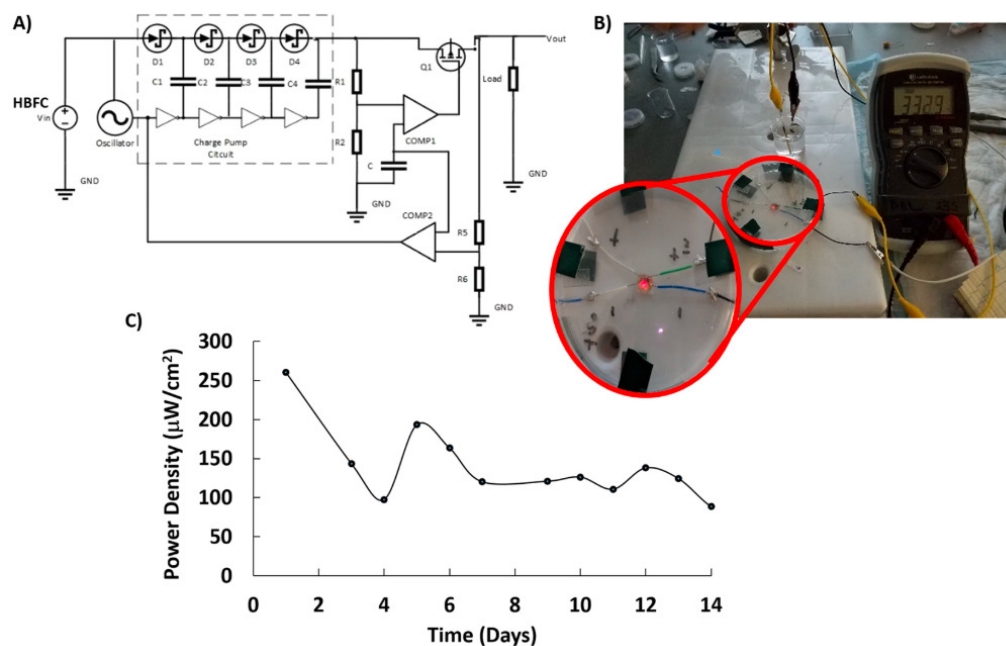 A)
D1 D2 D3 D4
C1 C2 C3 C4
R1
Q1
Vout
Load
HBFC
Vin
Oscillator
Charge Pump
Citcuit
R2
COMP1
C
GND
GND
GND
COMP2
R5
R6
GND
B)
332.9
C)
Power Density (µW/cm²)
300
250
200
150
100
50
0
0 2 4 6 8 10 12 14
Time (Days)